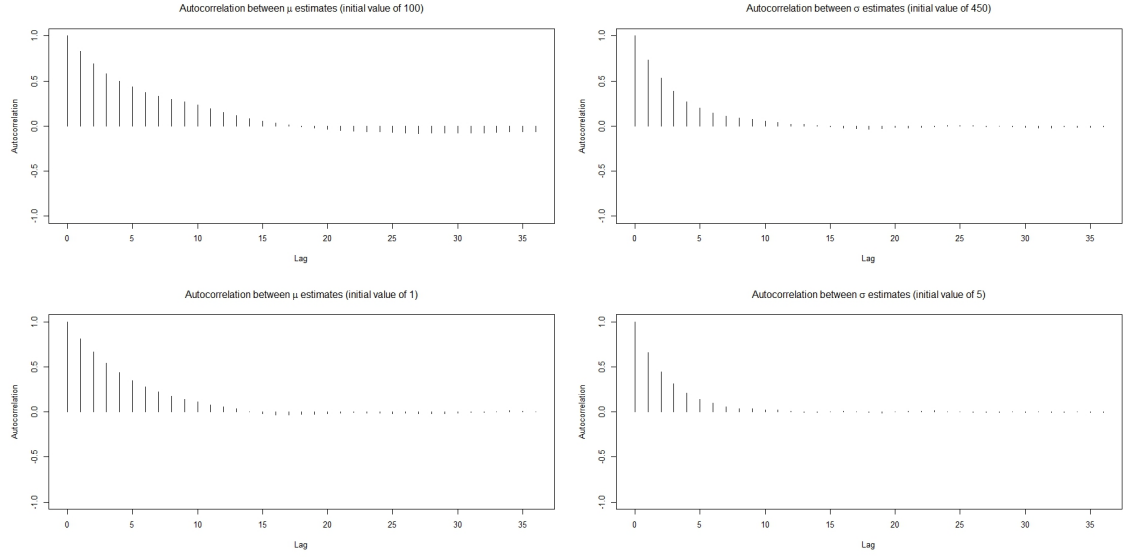 Autocorrelation between μ estimates (initial value of 100)
Autocorrelation
1.0
0.5
0.0
-0.5
-1.0
0 5 10 15 20 25 30 35
Lag
Autocorrelation between σ estimates (initial value of 450)
Autocorrelation
1.0
0.5
0.0
-0.5
-1.0
0 5 10 15 20 25 30 35
Lag
Autocorrelation between μ estimates (initial value of 1)
Autocorrelation
1.0
0.5
0.0
-0.5
-1.0
0 5 10 15 20 25 30 35
Lag
Autocorrelation between σ estimates (initial value of 5)
Autocorrelation
1.0
0.5
0.0
-0.5
-1.0
0 5 10 15 20 25 30 35
Lag